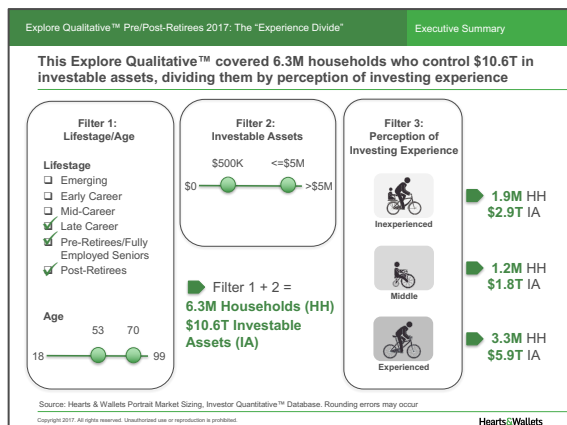 Explore Qualitative™ Pre/Post-Retirees 2017: The “Experience Divide”
Executive Summary
This Explore Qualitative™ covered 6.3M households who control $10.6T in
investable assets, dividing them by perception of investing experience
Filter 1:
Lifestage/Age
Lifestage
Emerging
Early Career
Mid-Career
Late Career
Pre-Retirees/Fully
Employed Seniors
Post-Retirees
Age
53 70
18 99
Filter 2:
Investable Assets
$500K <=$5M
$0 >$5M
Filter 1 + 2 =
6.3M Households (HH)
$10.6T Investable
Assets (IA)
Filter 3:
Perception of
Investing Experience
Inexperienced
1.9M HH
$2.9T IA
Middle
1.2M HH
$1.8T IA
Experienced
3.3M HH
$5.9T IA
Source: Hearts & Wallets Portrait Market Sizing, Investor Quantitative™ Database. Rounding errors may occur
Copyright 2017. All rights reserved. Unauthorized use or reproduction is prohibited.
Hearts&Wallets